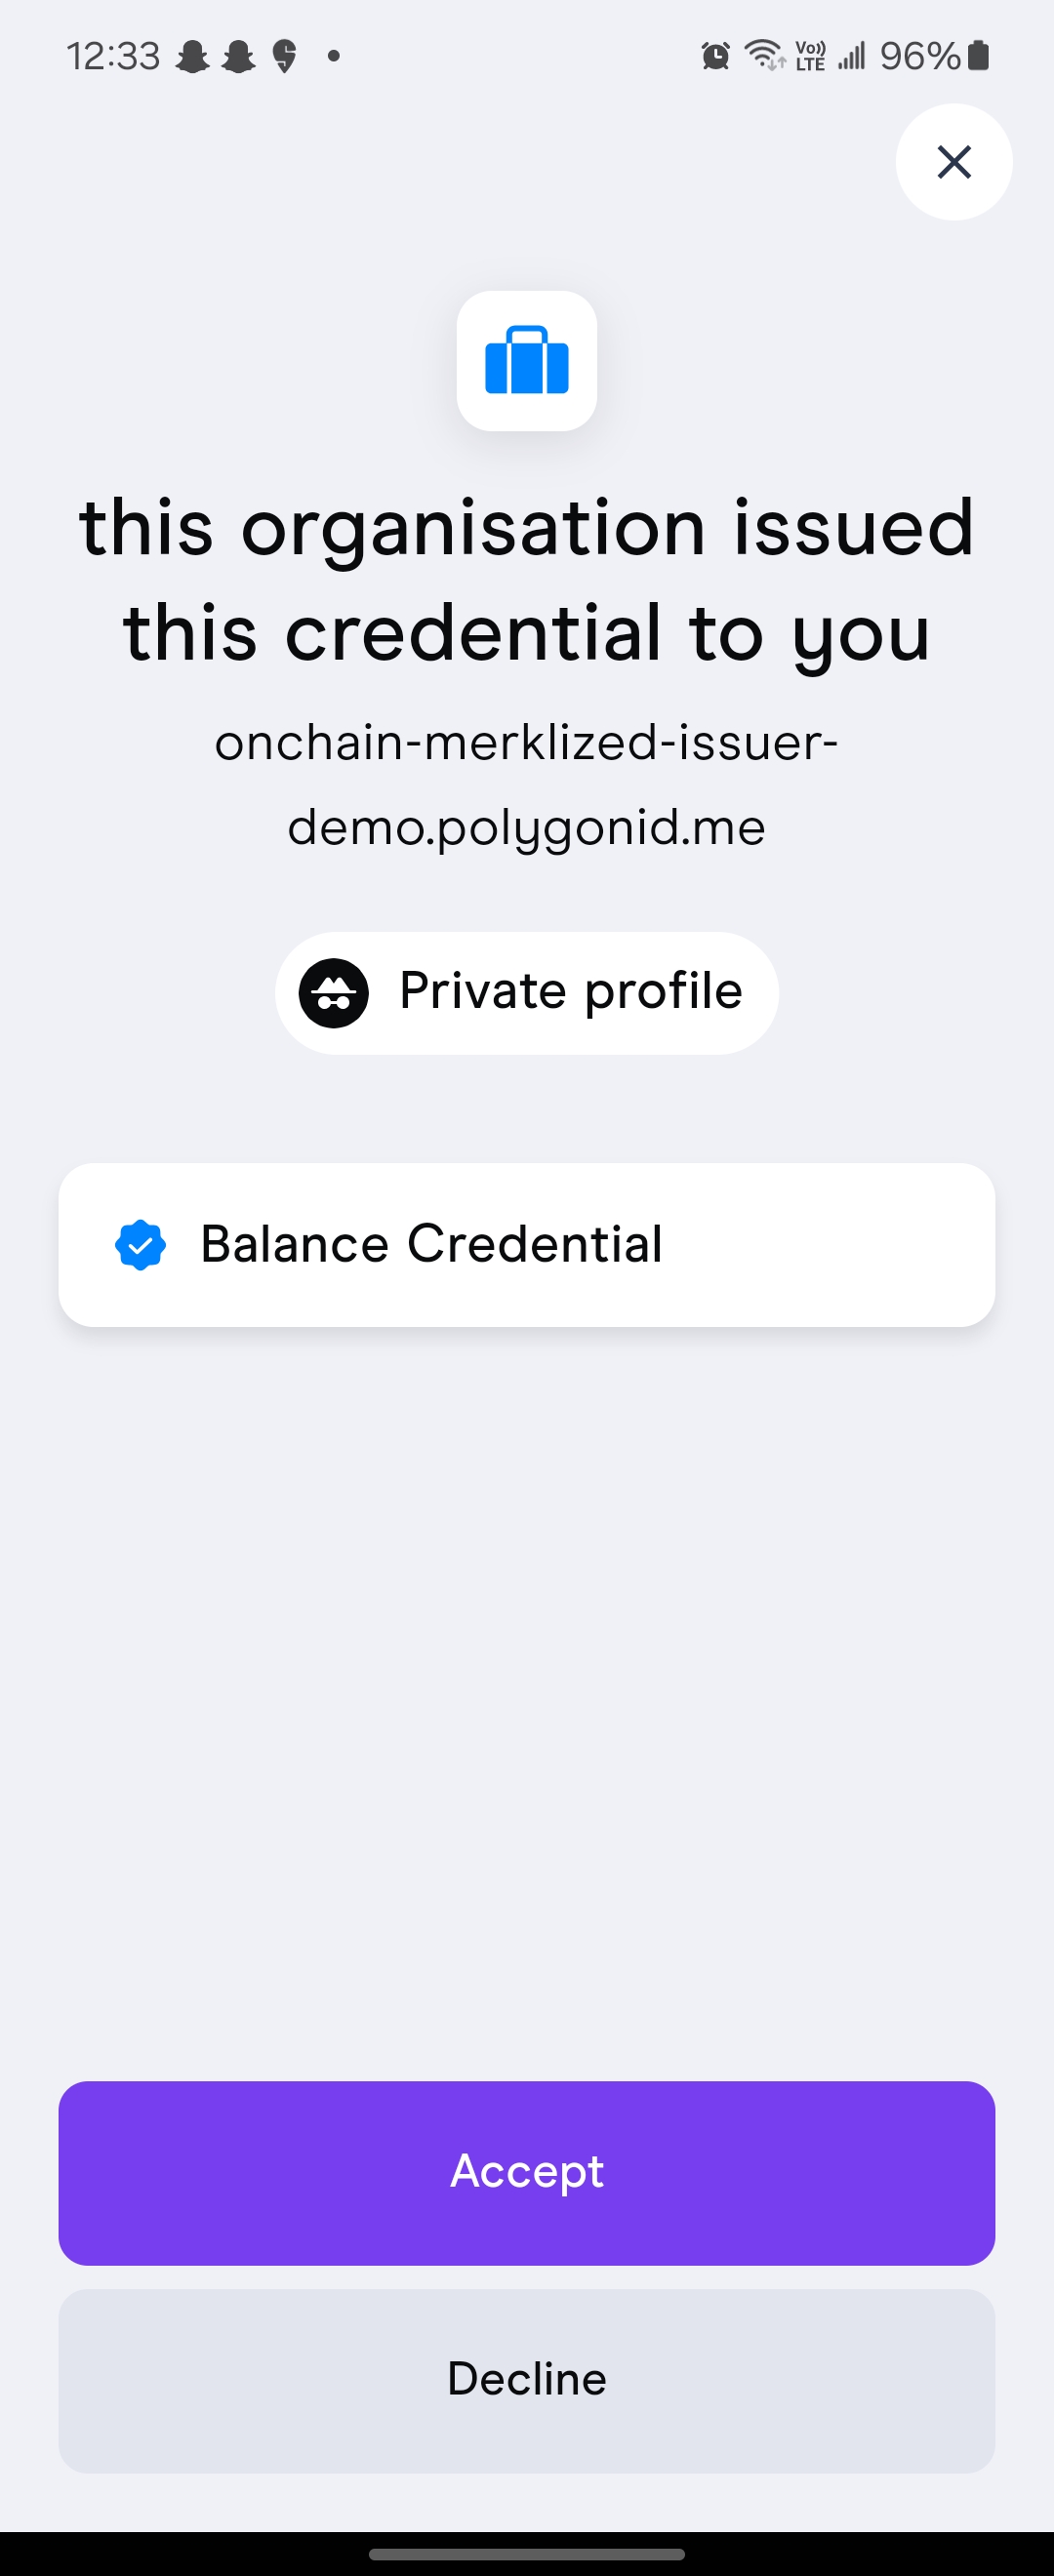 12:33 Vo)) LTE 96%
this organisation issued
this credential to you
onchain-merklized-issuer-
demo.polygonid.me
Private profile
Balance Credential
Accept
Decline